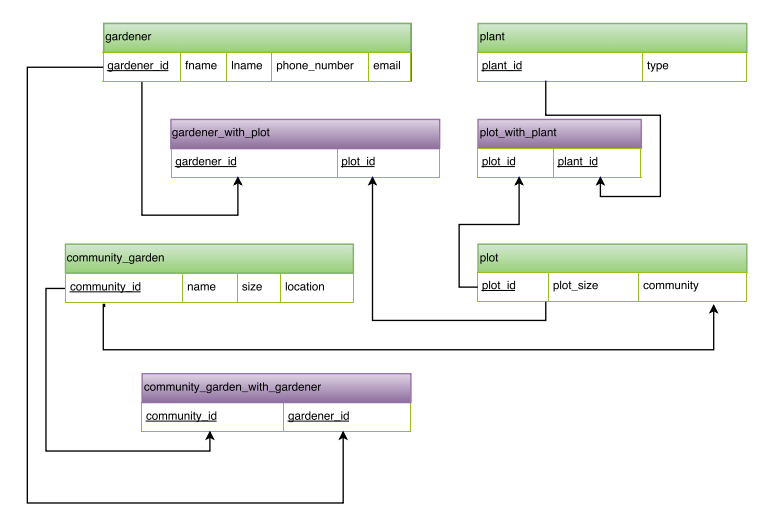 gardener
gardener_id fname lname phone_number email
plant
plant_id type
gardener_with_plot
gardener_id plot_id
plot_with_plant
plot_id plant_id
community_garden
community_id name size location
plot
plot_id plot_size community
community_garden_with_gardener
community_id gardener_id